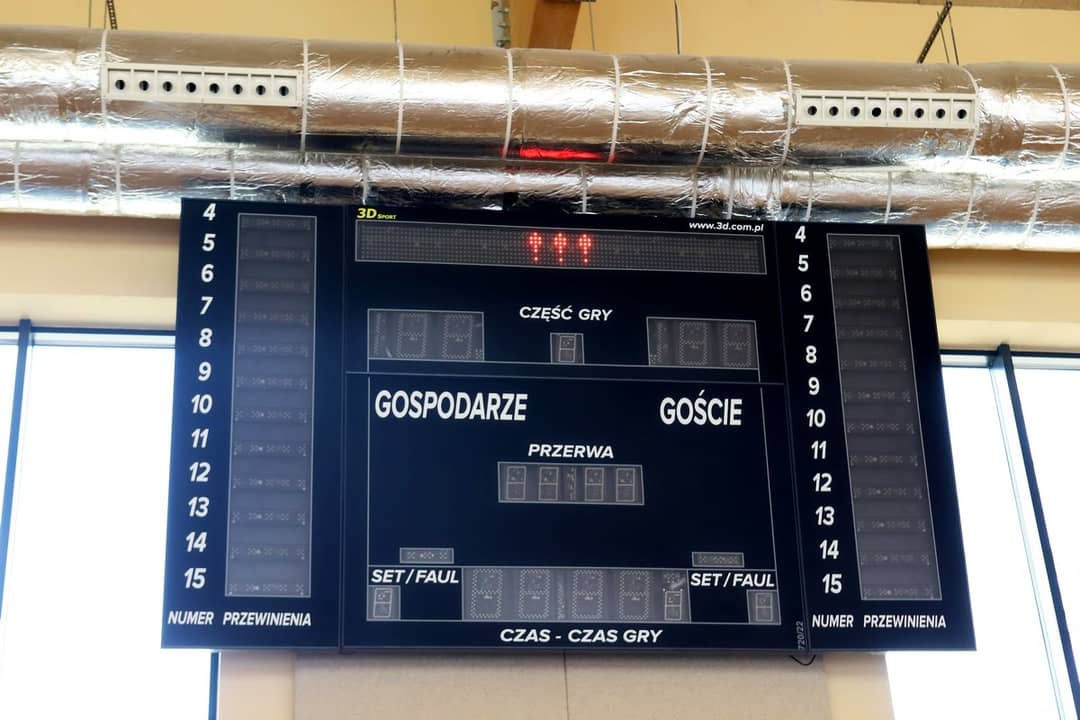 4
5
6
7
8
9
10
11
12
13
14
15
NUMER PRZEWINIENIA
3D SPORT
www.3d.com.pl
CZĘŚĆ GRY
GOSPODARZE
GOŚCIE
PRZERWA
SET / FAUL
SET / FAUL
CZAS - CZAS GRY
720/22
4
5
6
7
8
9
10
11
12
13
14
15
NUMER PRZEWINIENIA